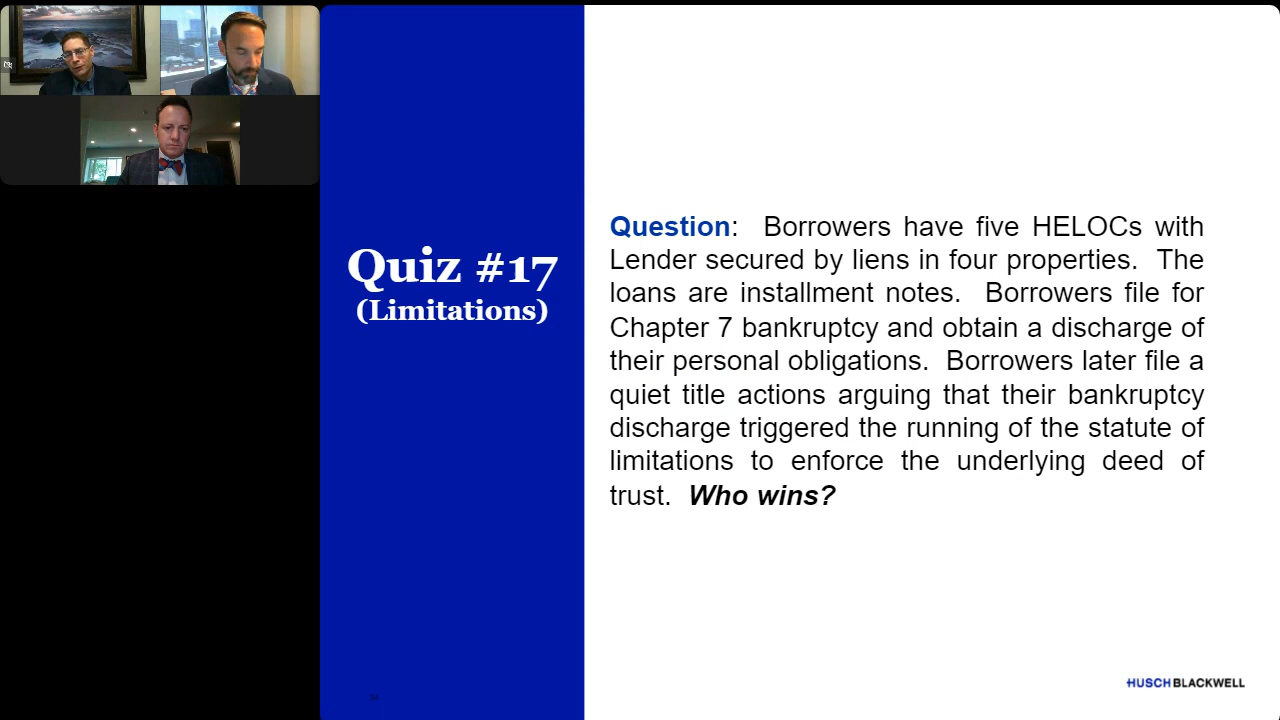 Quiz #17
(Limitations)
Question: Borrowers have five HELOCs with
Lender secured by liens in four properties. The
loans are installment notes. Borrowers file for
Chapter 7 bankruptcy and obtain a discharge of
their personal obligations. Borrowers later file a
quiet title actions arguing that their bankruptcy
discharge triggered the running of the statute of
limitations to enforce the underlying deed of
trust. Who wins?
HUSCHBLACKWELL